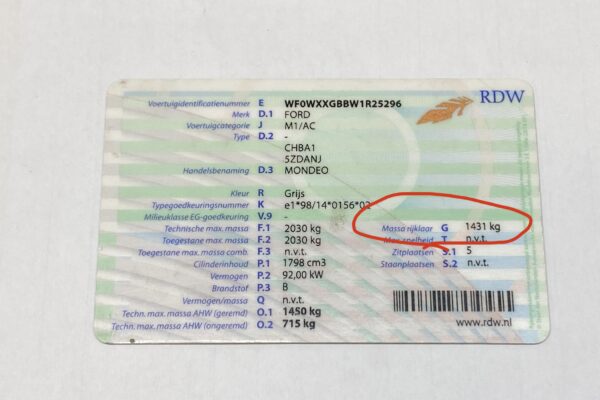 RDW
Voertuigidentificatienummer E WF0WXXGBBW1R25296
Merk D.1 FORD
Voertuigcategorie J M1/AC
Type D.2 -
CHBA1
5ZDANJ
Handelsbenaming D.3 MONDEO
Kleur R Grijs
Typegoedkeuringsnummer K e1*98/14*0156*02
Milieuklasse EG-goedkeuring V.9 -
Technische max. massa F.1 2030 kg
Toegestane max. massa F.2 2030 kg
Toegestane max. massa comb. F.3 n.v.t.
Cilinderinhoud P.1 1798 cm3
Vermogen P.2 92,00 kW
Brandstof P.3 B
Vermogen/massa Q n.v.t.
Techn. max. massa AHW (geremd) O.1 1450 kg
Techn. max. massa AHW (ongeremd) O.2 715 kg
Massa rijklaar G 1431 kg
Max. snelheid T n.v.t.
Zitplaatsen S.1 5
Staanplaatsen S.2 n.v.t.
www.rdw.nl